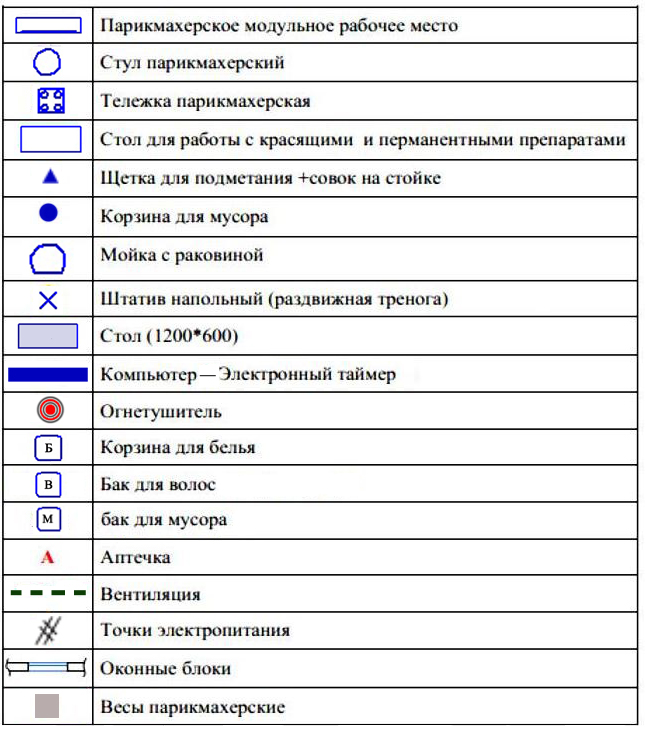 Парикмахерское модульное рабочее место
Стул парикмахерский
Тележка парикмахерская
Стол для работы с красящими и перманентными препаратами
Щетка для подметания +совок на стойке
Корзина для мусора
Мойка с раковиной
Штатив напольный (раздвижная тренога)
Стол (1200*600)
Компьютер — Электронный таймер
Огнетушитель
Б Корзина для белья
В Бак для волос
М бак для мусора
А Аптечка
Вентиляция
Точки электропитания
Оконные блоки
Весы парикмахерские